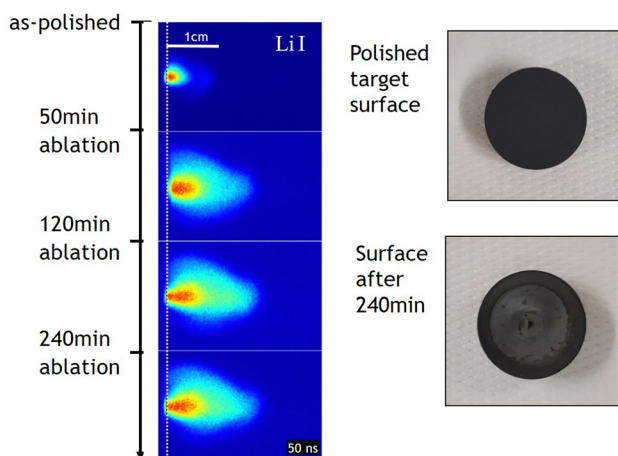 as-polished
1cm
Li I
50min
ablation
120min
ablation
240min
ablation
50 ns
Polished
target
surface
Surface
after
240min